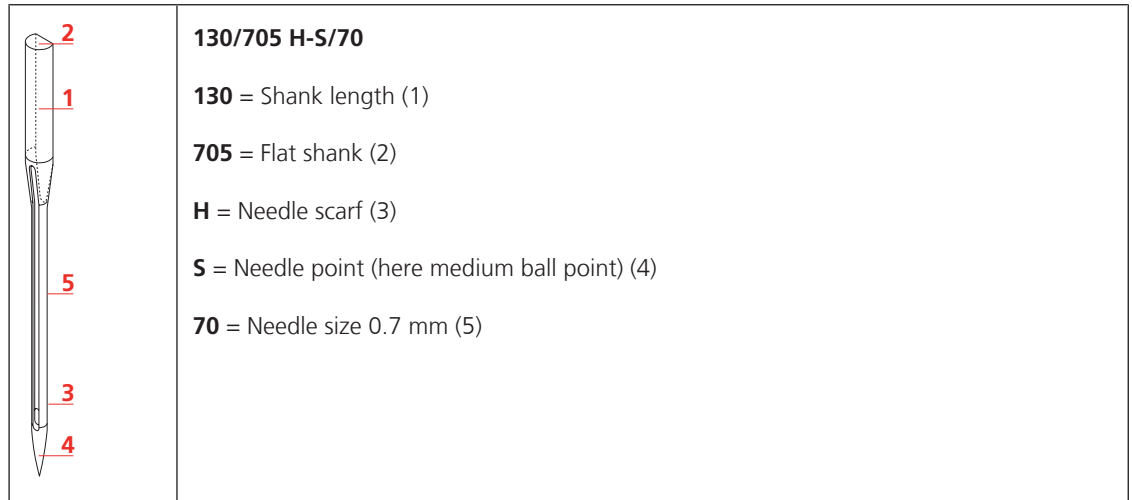 2
1
5
3
4
130/705 H-S/70
130 = Shank length (1)
705 = Flat shank (2)
H = Needle scarf (3)
S = Needle point (here medium ball point) (4)
70 = Needle size 0.7 mm (5)